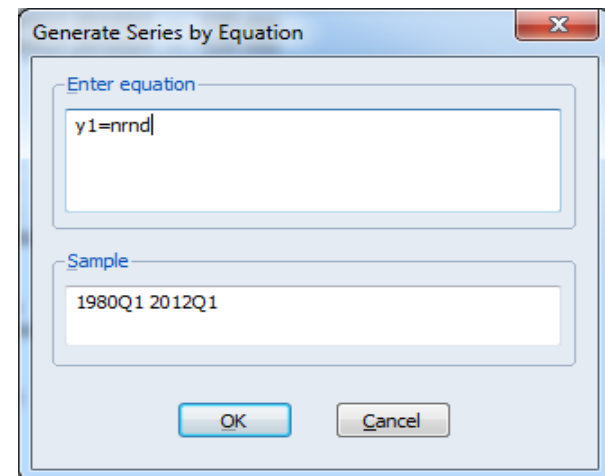 Generate Series by Equation
Enter equation
y1=nrnd
Sample
1980Q1 2012Q1
OK
Cancel